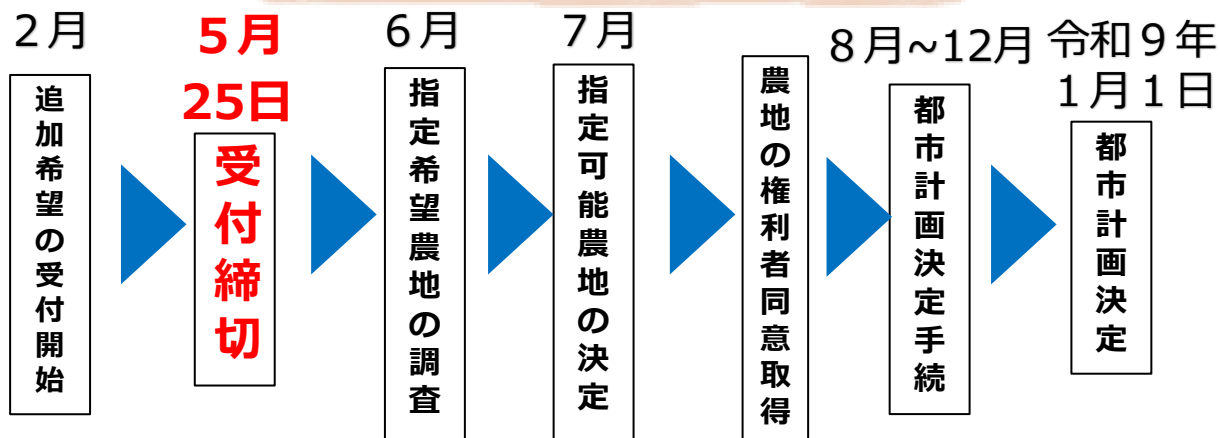 2月
追加希望の受付開始
5月
25日
受付締切
6月
指定希望農地の調査
7月
指定可能農地の決定
農地の権利者同意取得
8月~12月
都市計画決定手続
令和9年
1月1日
都市計画決定